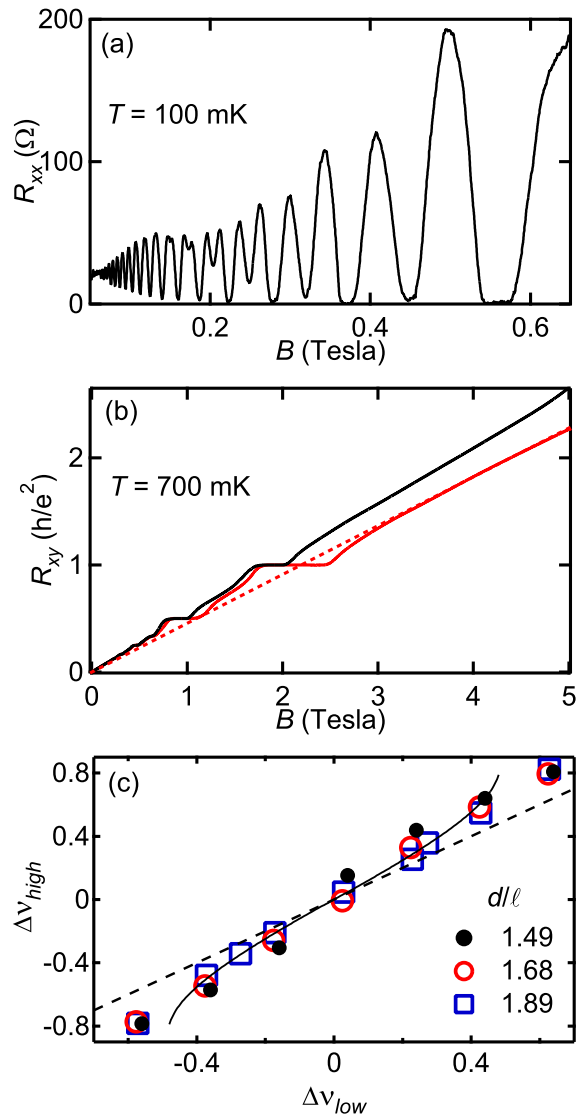 (a)
T = 100 mK
R_xx (Ω)
200
100
0
0.2
0.4
0.6
B (Tesla)
(b)
T = 700 mK
R_xy (h/e²)
2
1
0
0
1
2
3
4
5
B (Tesla)
(c)
Δν_high
0.8
0.4
0
-0.4
-0.8
d/ℓ
1.49
1.68
1.89
-0.4
0
0.4
Δν_low